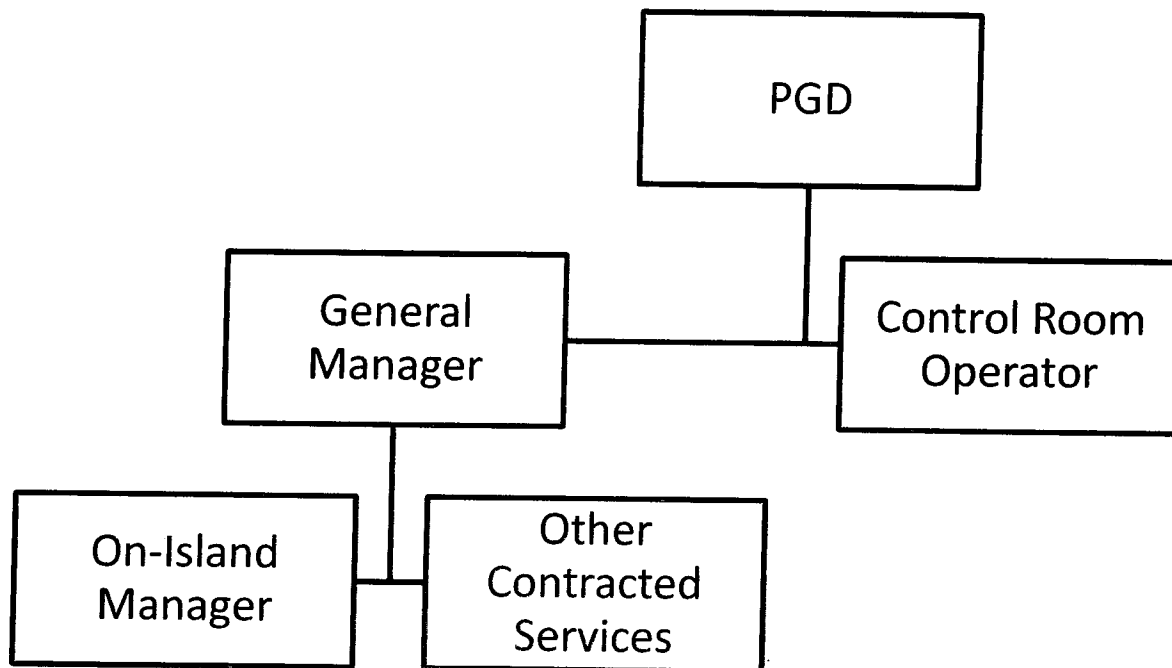 PGD
General
Manager
Control Room
Operator
On-Island
Manager
Other
Contracted
Services